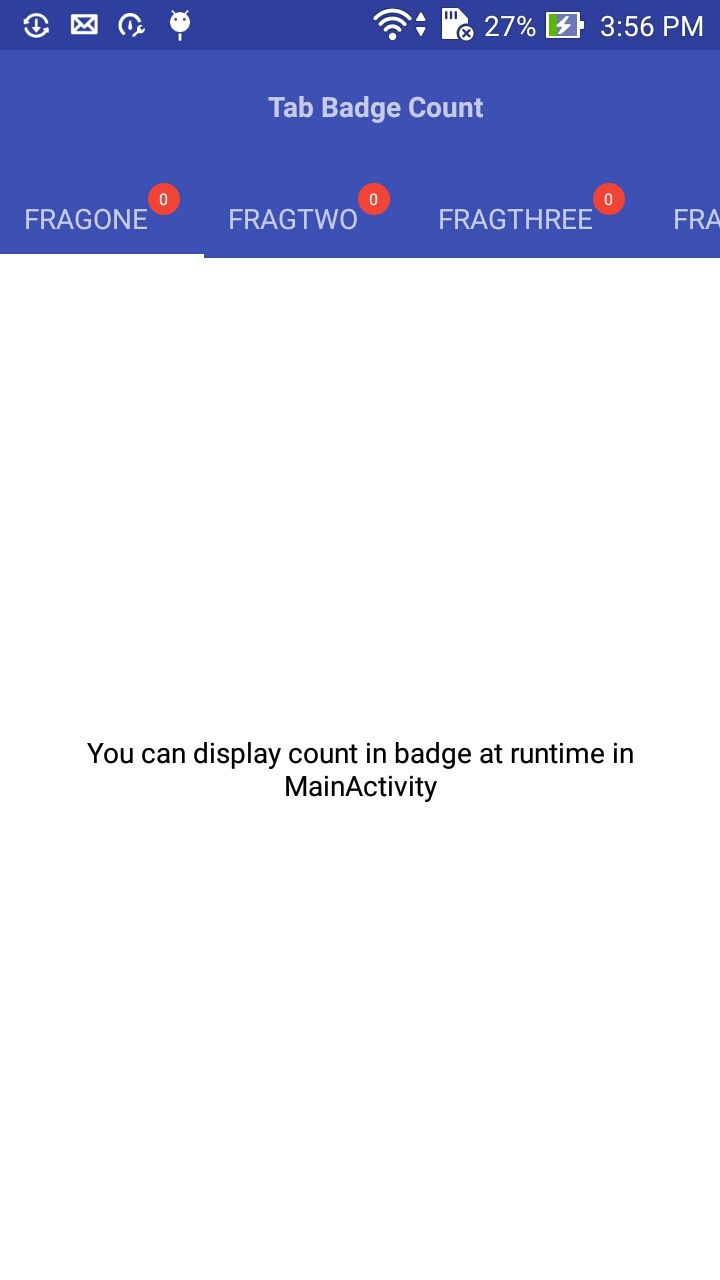 27% 3:56 PM
Tab Badge Count
FRAGONE 0 FRAGTWO 0 FRAGTHREE 0 FRA
You can display count in badge at runtime in
MainActivity